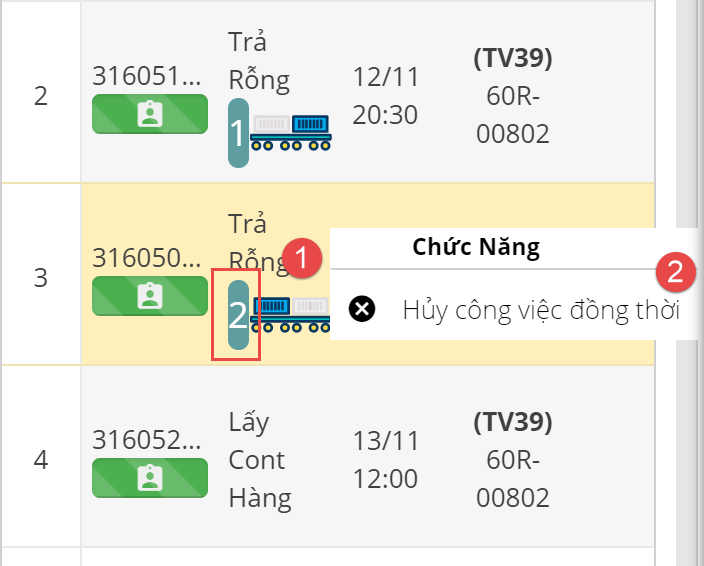 2
316051...
Trả
Rỗng
1
12/11
20:30
(TV39)
60R-
00802
3
316050...
Trả
Rỗng
2
1
Chức Năng
2
Hủy công việc đồng thời
4
316052...
Lấy
Cont
Hàng
13/11
12:00
(TV39)
60R-
00802